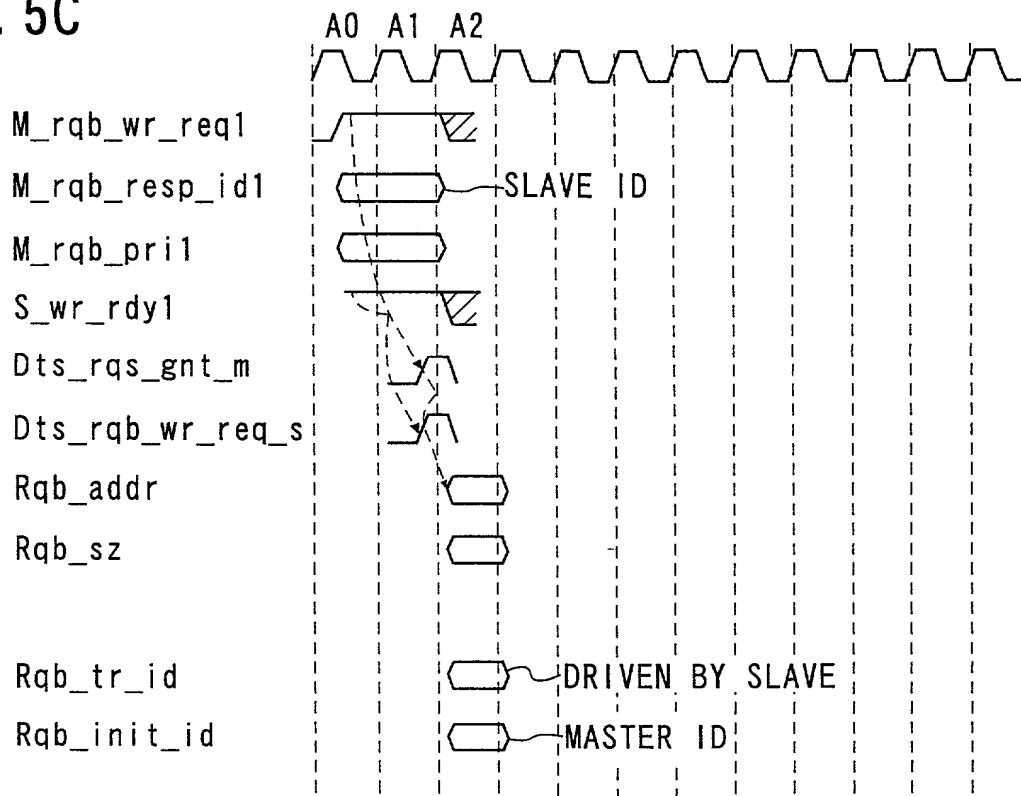 . 5C
A0 A1 A2
M_rqb_wr_req1
M_rqb_resp_id1 SLAVE ID
M_rqb_pri1
S_wr_rdy1
Dts_rqs_gnt_m
Dts_rqb_wr_req_s
Rqb_addr
Rqb_sz
Rqb_tr_id DRIVEN BY SLAVE
Rqb_init_id MASTER ID